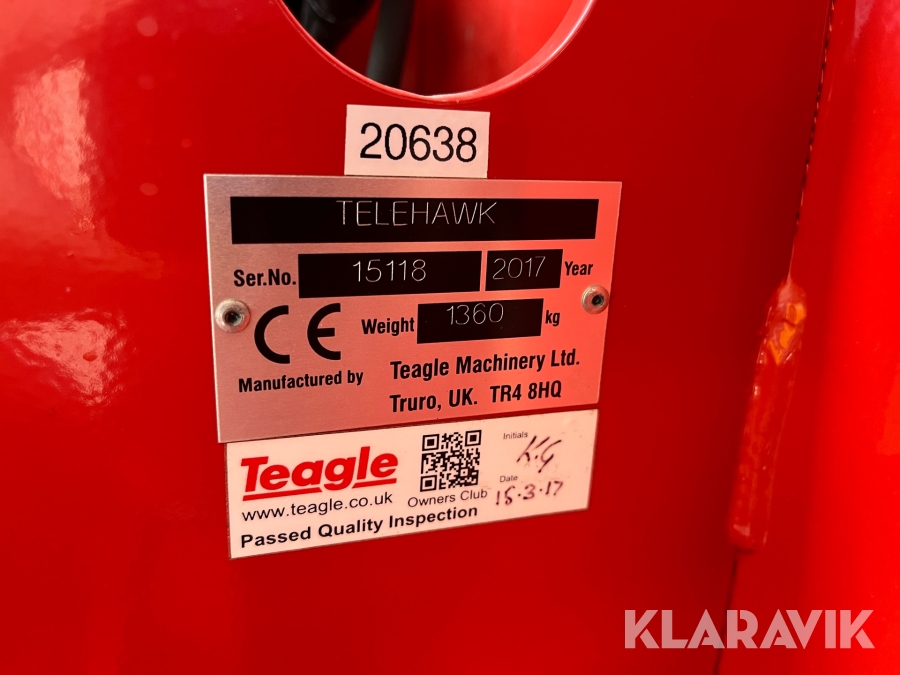 20638
TELEHAWK
Ser.No. 15118 2017 Year
CE Weight 1360 kg
Manufactured by Teagle Machinery Ltd.
Truro, UK. TR4 8HQ
Teagle
www.teagle.co.uk
Owners Club
Passed Quality Inspection
Initials
K.G
Date
15.3.17
KLARAVIK